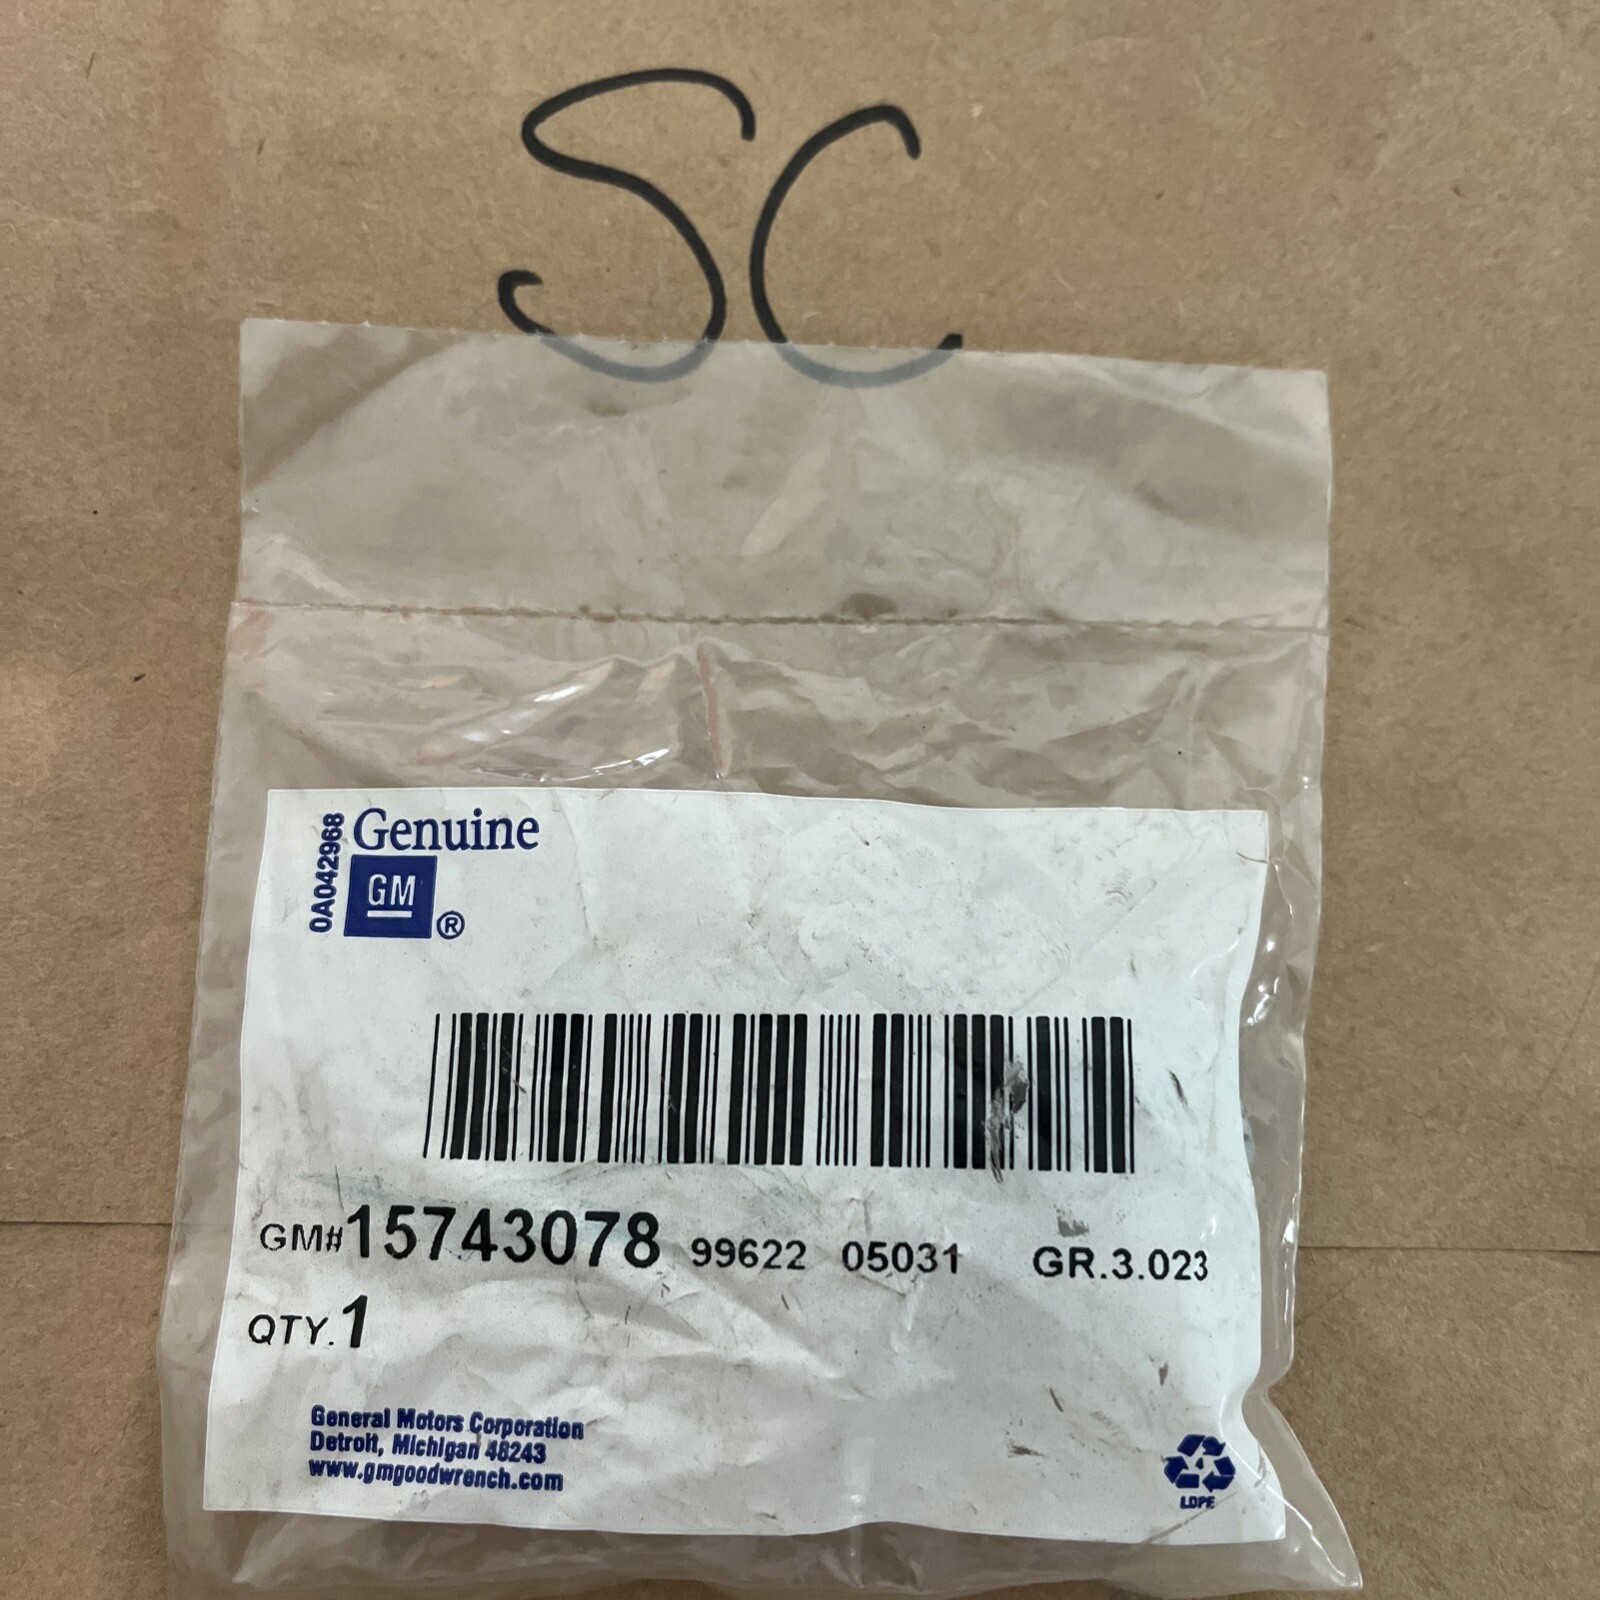 SC
0A042968
Genuine
GM ®
GM#15743078 99622 05031 GR.3.023
QTY.1
General Motors Corporation
Detroit, Michigan 48243
www.gmgoodwrench.com
4
LDPE